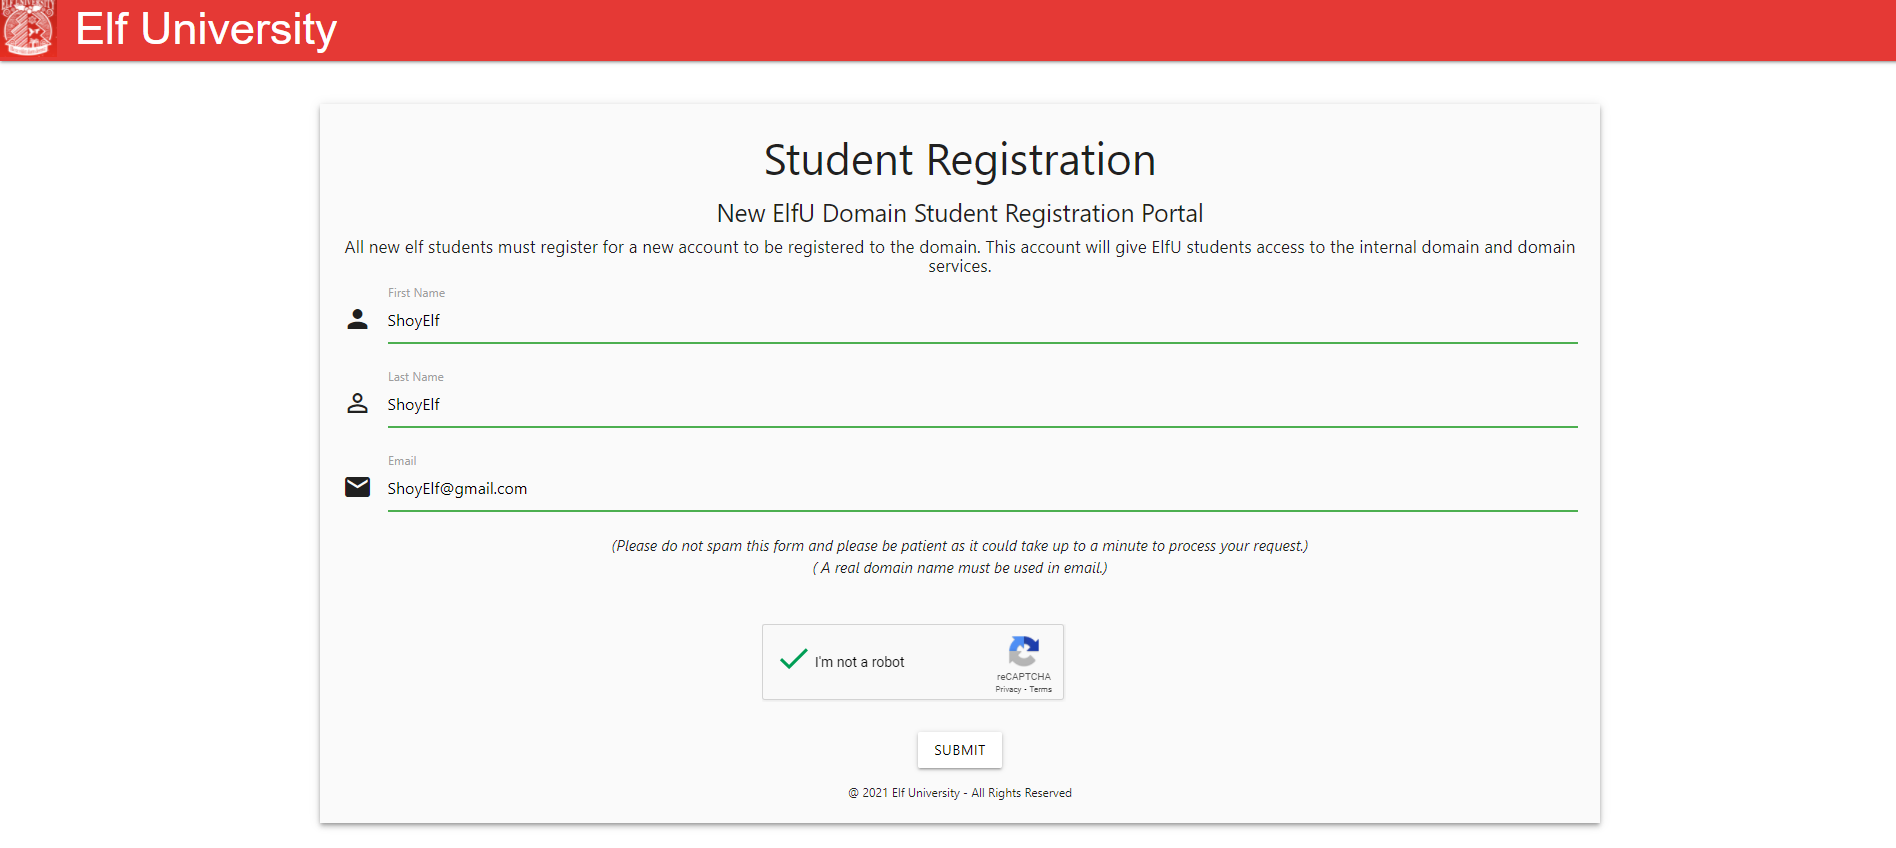 ELF UNIVERSITY
Elf University
Student Registration
New ElfU Domain Student Registration Portal
All new elf students must register for a new account to be registered to the domain. This account will give ElfU students access to the internal domain and domain
services.
First Name
ShoyElf
Last Name
ShoyElf
Email
ShoyElf@gmail.com
(Please do not spam this form and please be patient as it could take up to a minute to process your request.)
( A real domain name must be used in email.)
I'm not a robot
reCAPTCHA
Privacy - Terms
SUBMIT
@ 2021 Elf University - All Rights Reserved